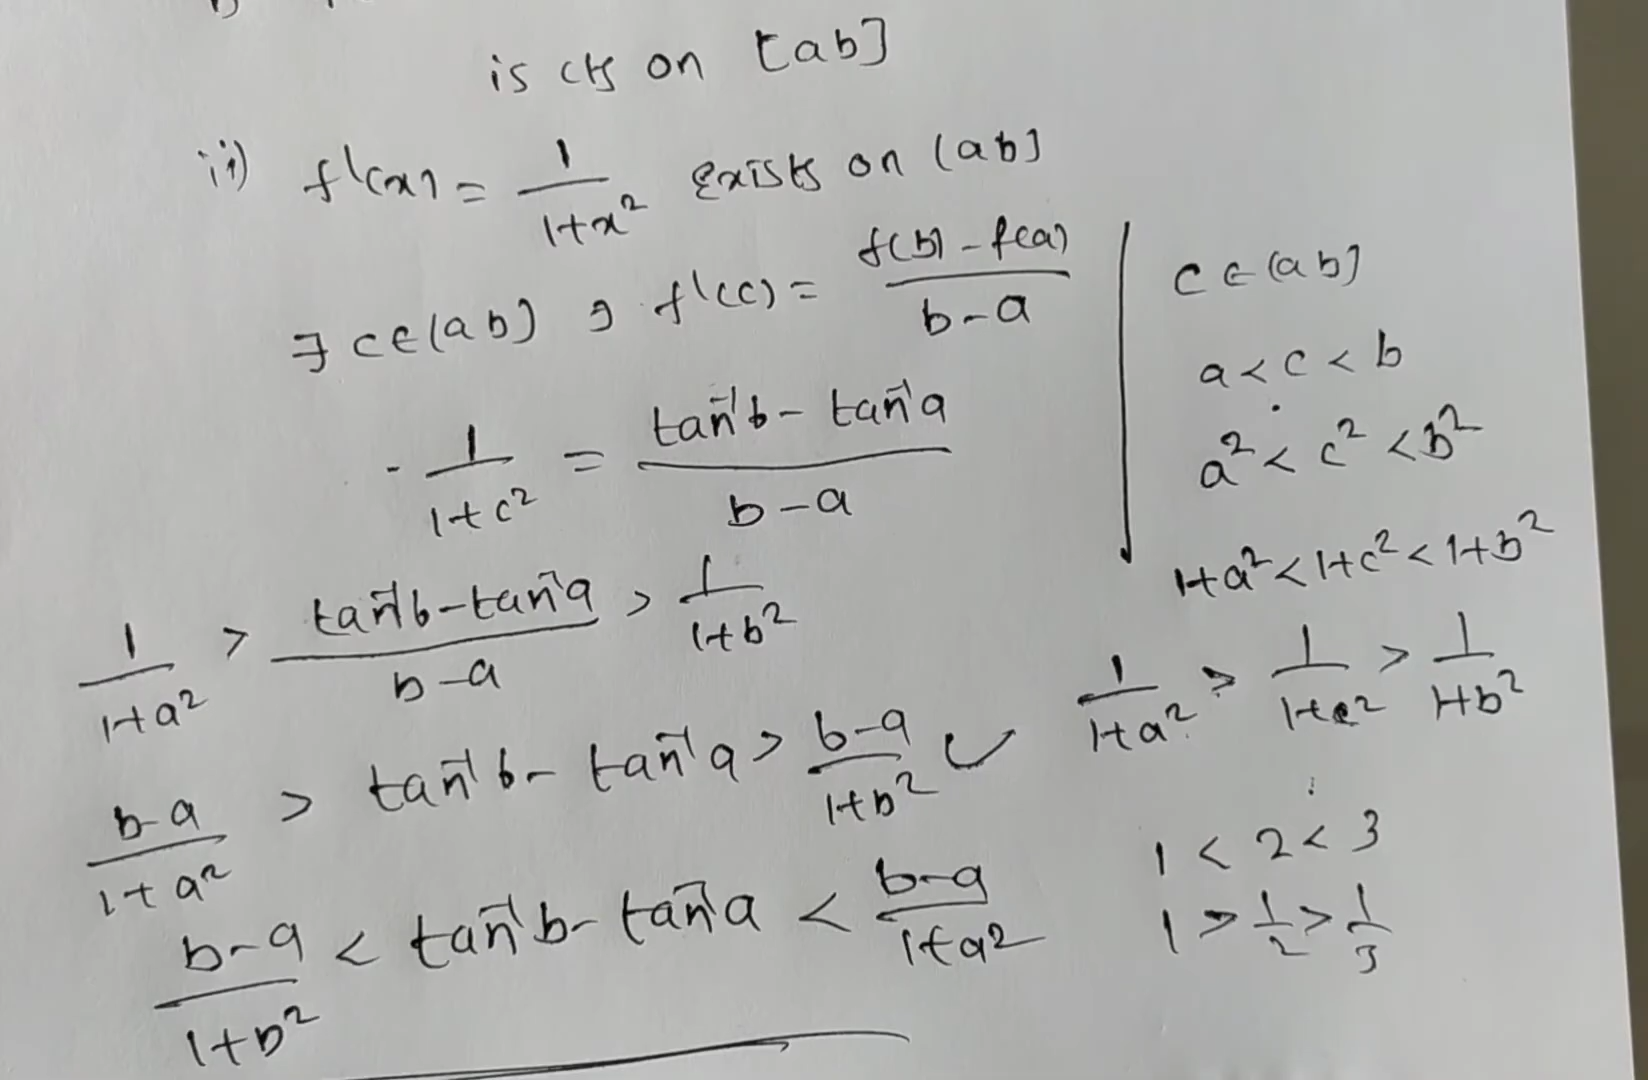 is cts on [ab]
ii) f'(x) = 1/(1+x²) exists on (ab)
∃ c∈(ab) ∋ f'(c) = (f(b) - f(a))/(b-a)
1/(1+c²) = (tan⁻¹b - tan⁻¹a)/(b-a)
1/(1+a²) > (tan⁻¹b - tan⁻¹a)/(b-a) > 1/(1+b²)
(b-a)/(1+a²) > tan⁻¹b - tan⁻¹a > (b-a)/(1+b²)
(b-a)/(1+b²) < tan⁻¹b - tan⁻¹a < (b-a)/(1+a²)
c ∈ (ab)
a < c < b
a² < c² < b²
1+a² < 1+c² < 1+b²
1/(1+a²) > 1/(1+c²) > 1/(1+b²)
1 < 2 < 3
1 > 1/2 > 1/3